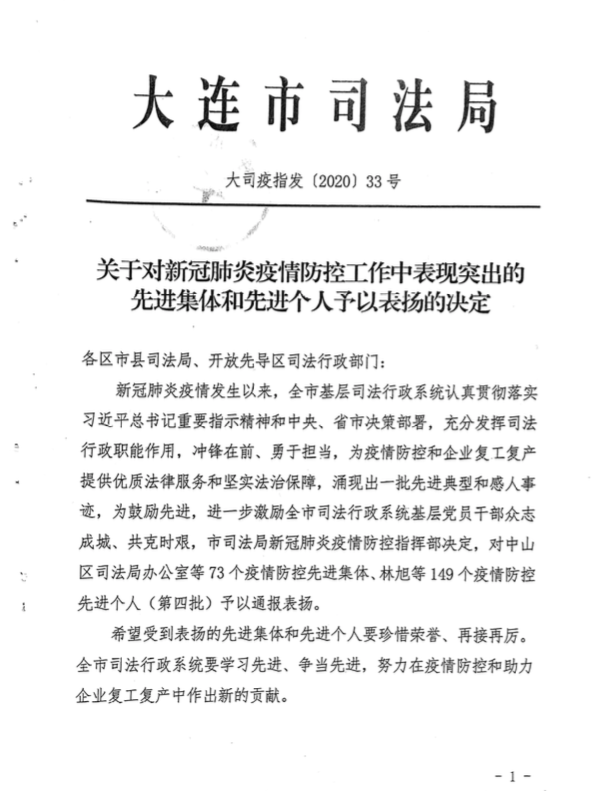 大连市司法局
大司疫指发〔2020〕33号
关于对新冠肺炎疫情防控工作中表现突出的
先进集体和先进个人予以表扬的决定
各区市县司法局、开放先导区司法行政部门：
新冠肺炎疫情发生以来，全市基层司法行政系统认真贯彻落实
习近平总书记重要指示精神和中央、省市决策部署，充分发挥司法
行政职能作用，冲锋在前、勇于担当，为疫情防控和企业复工复产
提供优质法律服务和坚实法治保障，涌现出一批先进典型和感人事
迹，为鼓励先进，进一步激励全市司法行政系统基层党员干部众志
成城、共克时艰，市司法局新冠肺炎疫情防控指挥部决定，对中山
区司法局办公室等73个疫情防控先进集体、林旭等149个疫情防控
先进个人（第四批）予以通报表扬。
希望受到表扬的先进集体和先进个人要珍惜荣誉、再接再厉。
全市司法行政系统要学习先进、争当先进，努力在疫情防控和助力
企业复工复产中作出新的贡献。
- 1 -